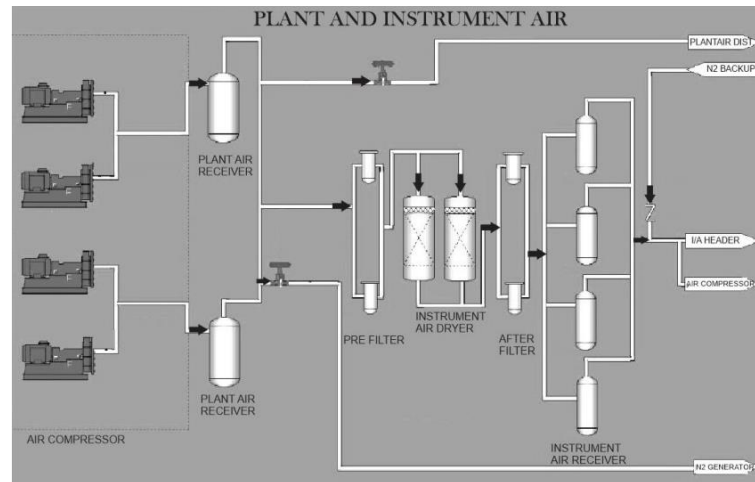 PLANT AND INSTRUMENT AIR
PLANTAIR DIST
N2 BACKUP
PLANT AIR
RECEIVER
I/A HEADER
AIR COMPRESSOR
PRE FILTER
INSTRUMENT
AIR DRYER
AFTER
FILTER
PLANT AIR
RECEIVER
AIR COMPRESSOR
INSTRUMENT
AIR RECEIVER
N2 GENERATOR